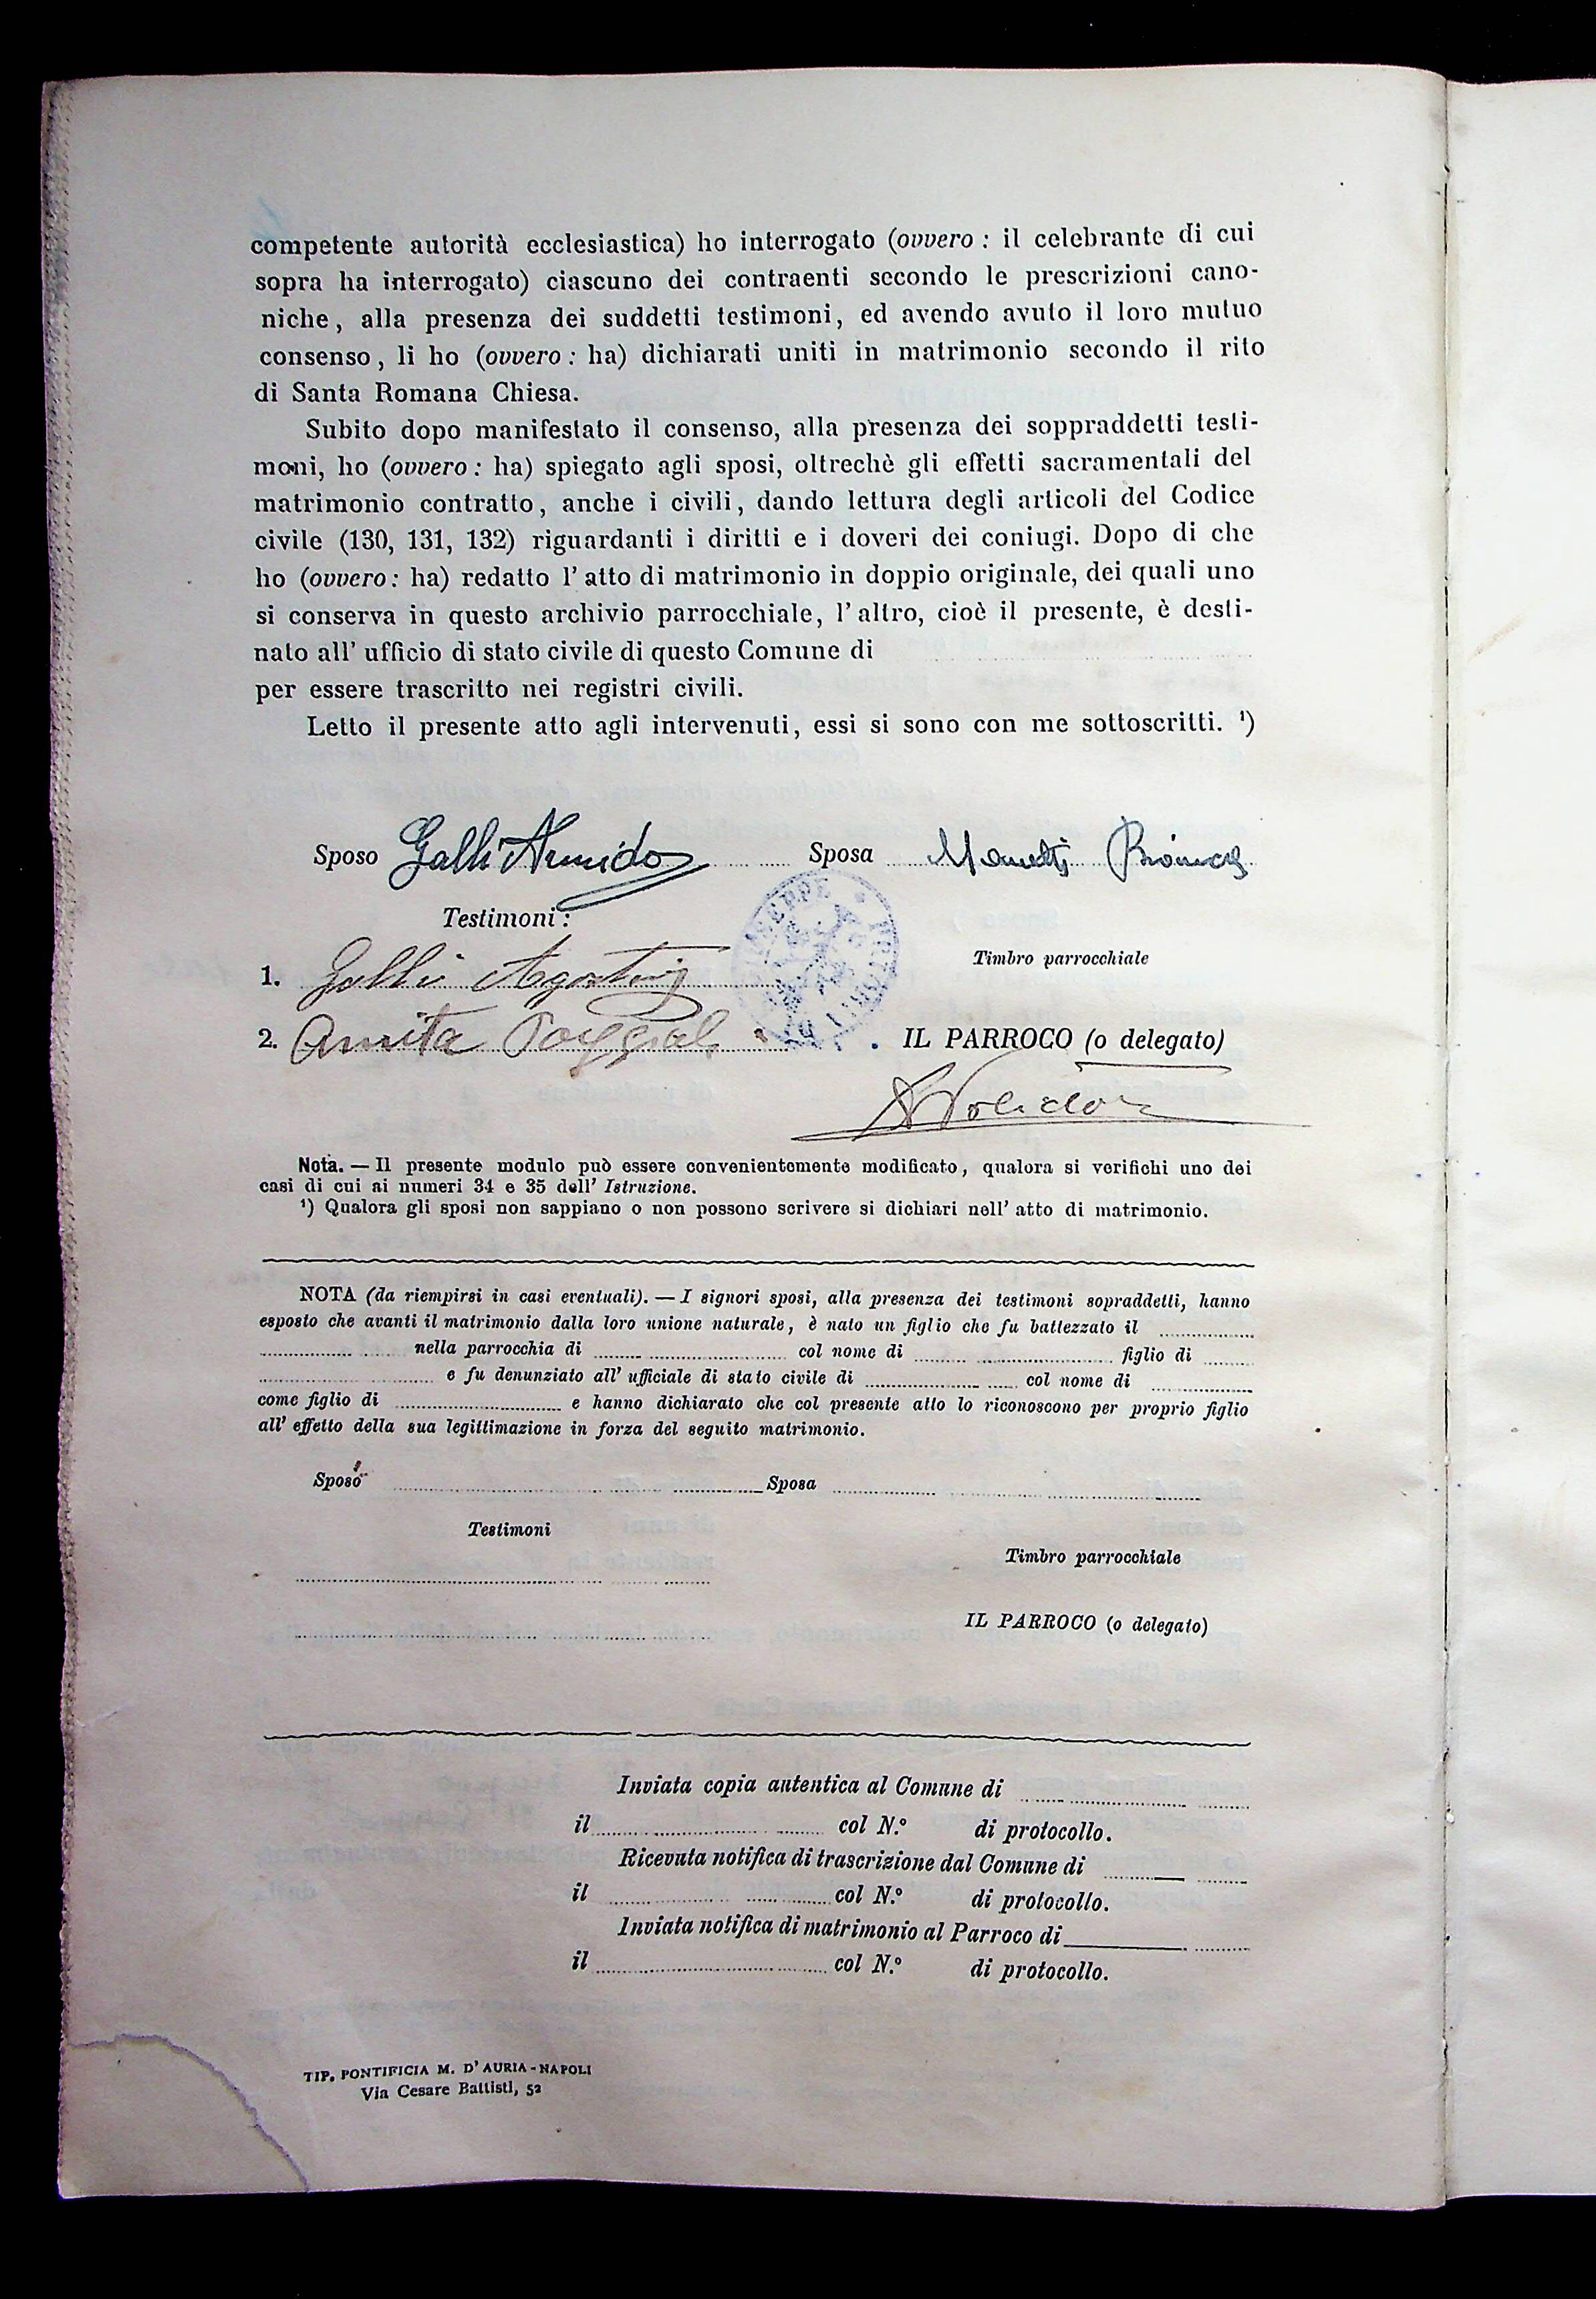 competente autorità ecclesiastica) ho interrogato (ovvero : il celebrante di cui
sopra ha interrogato) ciascuno dei contraenti secondo le prescrizioni cano-
niche, alla presenza dei suddetti testimoni, ed avendo avuto il loro mutuo
consenso, li ho (ovvero : ha) dichiarati uniti in matrimonio secondo il rito
di Santa Romana Chiesa.
Subito dopo manifestato il consenso, alla presenza dei soppraddetti testi-
moni, ho (ovvero : ha) spiegato agli sposi, oltrechè gli effetti sacramentali del
matrimonio contratto, anche i civili, dando lettura degli articoli del Codice
civile (130, 131, 132) riguardanti i diritti e i doveri dei coniugi. Dopo di che
ho (ovvero : ha) redatto l' atto di matrimonio in doppio originale, dei quali uno
si conserva in questo archivio parrocchiale, l' altro, cioè il presente, è desti-
nato all' ufficio di stato civile di questo Comune di
per essere trascritto nei registri civili.
Letto il presente atto agli intervenuti, essi si sono con me sottoscritti. ¹)
Sposo Galli Armido Sposa Manetti Bianca
Testimoni :
Timbro parrocchiale
1. Galli Agostino
2. Annita IL PARROCO (o delegato)
Nota. — Il presente modulo può essere convenientemente modificato, qualora si verifichi uno dei
casi di cui ai numeri 34 e 35 dell' Istruzione.
¹) Qualora gli sposi non sappiano o non possono scrivere si dichiari nell' atto di matrimonio.
NOTA (da riempirsi in casi eventuali). — I signori sposi, alla presenza dei testimoni sopraddetti, hanno
esposto che avanti il matrimonio dalla loro unione naturale, è nato un figlio che fu battezzato il
nella parrocchia di col nome di figlio di
e fu denunziato all' ufficiale di stato civile di col nome di
come figlio di e hanno dichiarato che col presente atto lo riconoscono per proprio figlio
all' effetto della sua legittimazione in forza del seguito matrimonio.
Sposo Sposa
Testimoni
Timbro parrocchiale
IL PARROCO (o delegato)
Inviata copia autentica al Comune di
il col N.º di protocollo.
Ricevuta notifica di trascrizione dal Comune di
il col N.º di protocollo.
Inviata notifica di matrimonio al Parroco di
il col N.º di protocollo.
TIP. PONTIFICIA M. D' AURIA - NAPOLI
Via Cesare Battisti, 52